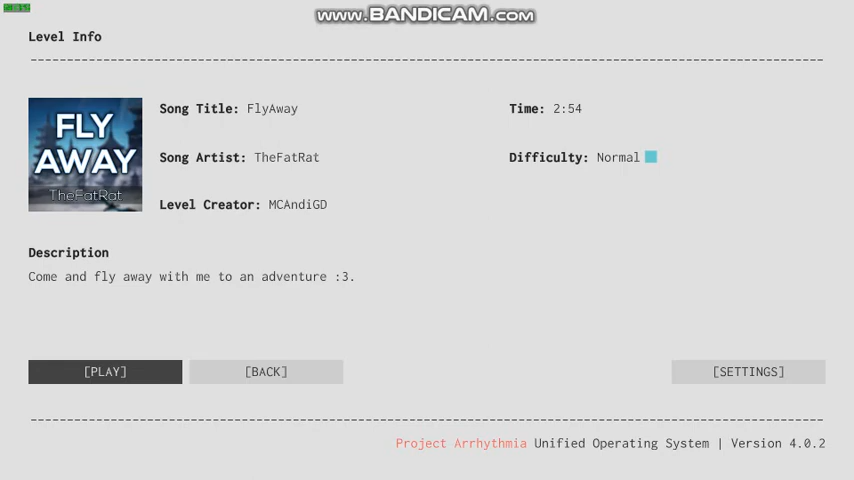 www.BANDICAM.com
Level Info
Song Title: FlyAway
Time: 2:54
FLY
AWAY
TheFatRat
Song Artist: TheFatRat
Difficulty: Normal
Level Creator: MCAndiGD
Description
Come and fly away with me to an adventure :3.
[PLAY]
[BACK]
[SETTINGS]
Project Arrhythmia Unified Operating System | Version 4.0.2